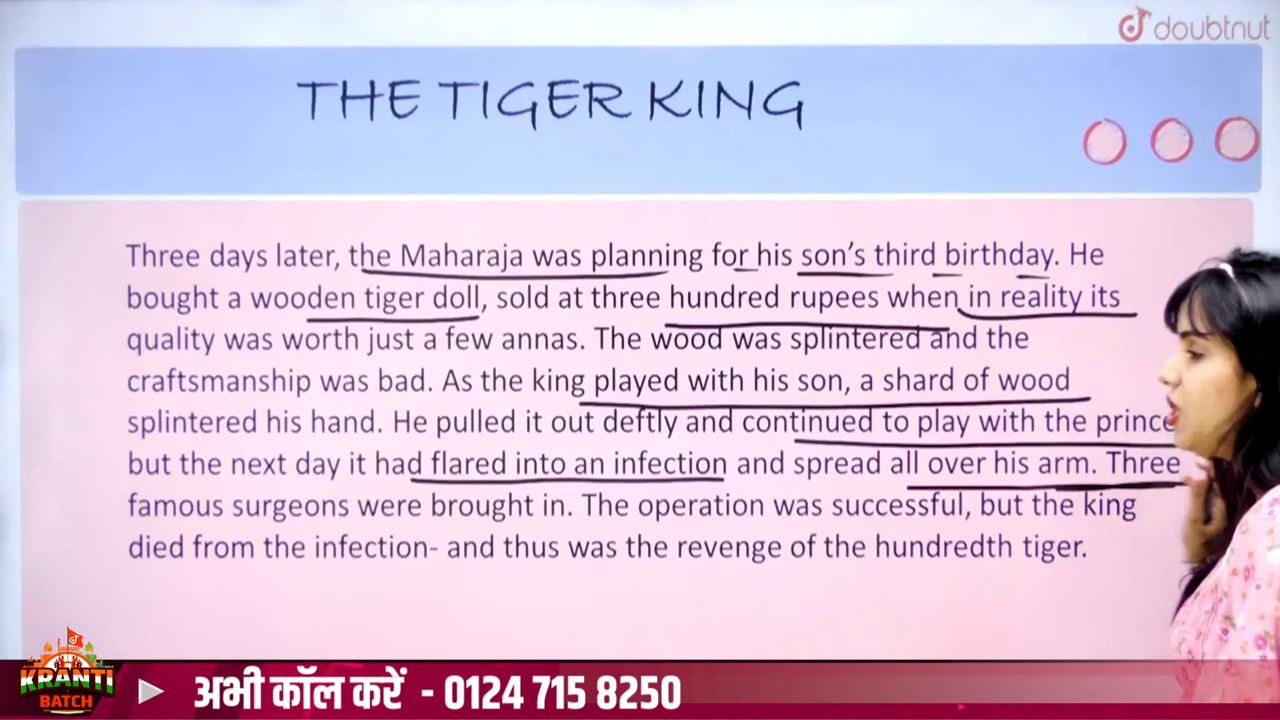 doubtnut
THE TIGER KING
Three days later, the Maharaja was planning for his son’s third birthday. He
bought a wooden tiger doll, sold at three hundred rupees when in reality its
quality was worth just a few annas. The wood was splintered and the
craftsmanship was bad. As the king played with his son, a shard of wood
splintered his hand. He pulled it out deftly and continued to play with the prince
but the next day it had flared into an infection and spread all over his arm. Three
famous surgeons were brought in. The operation was successful, but the king
died from the infection- and thus was the revenge of the hundredth tiger.
KRANTI
BATCH
अभी कॉल करें - 0124 715 8250